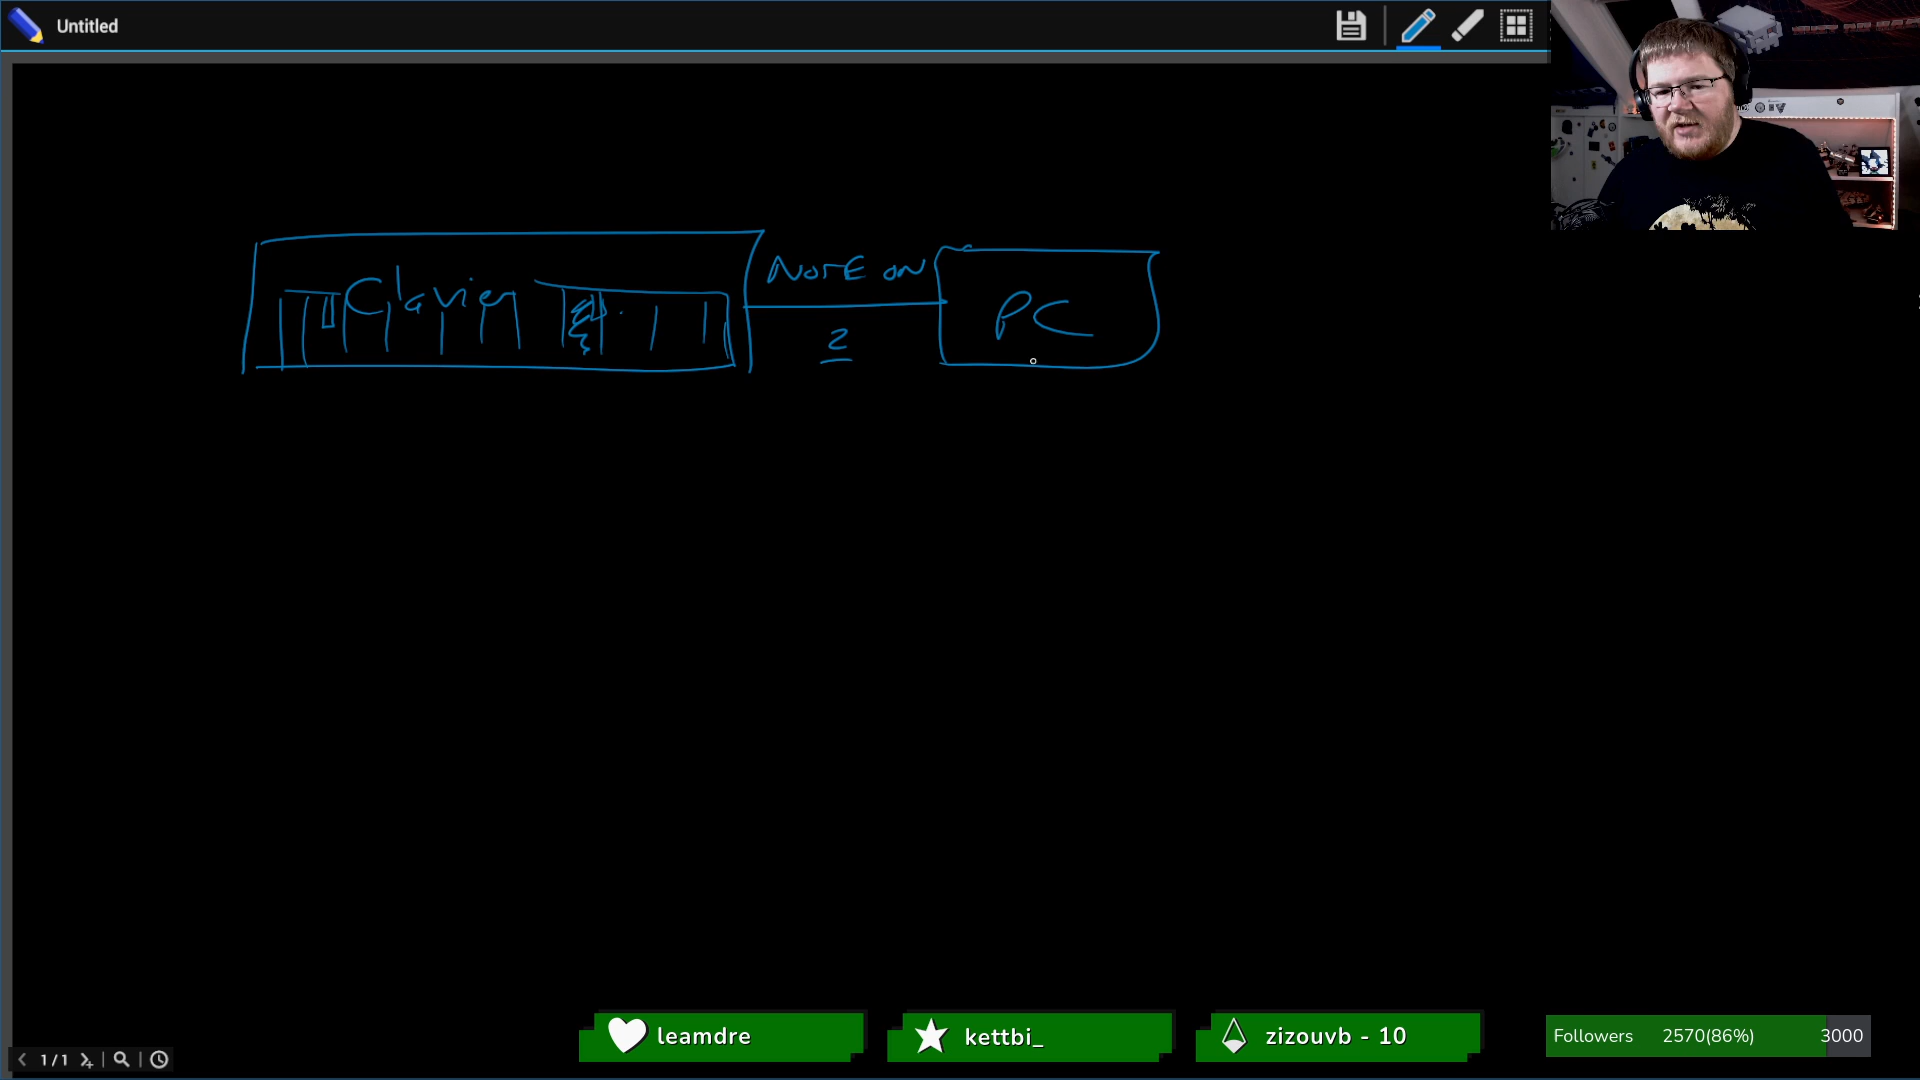 Untitled
Clavier
NOTE ON
2
PC
1/1
leamdre
kettbi_
zizouvb - 10
Followers 2570(86%) 3000